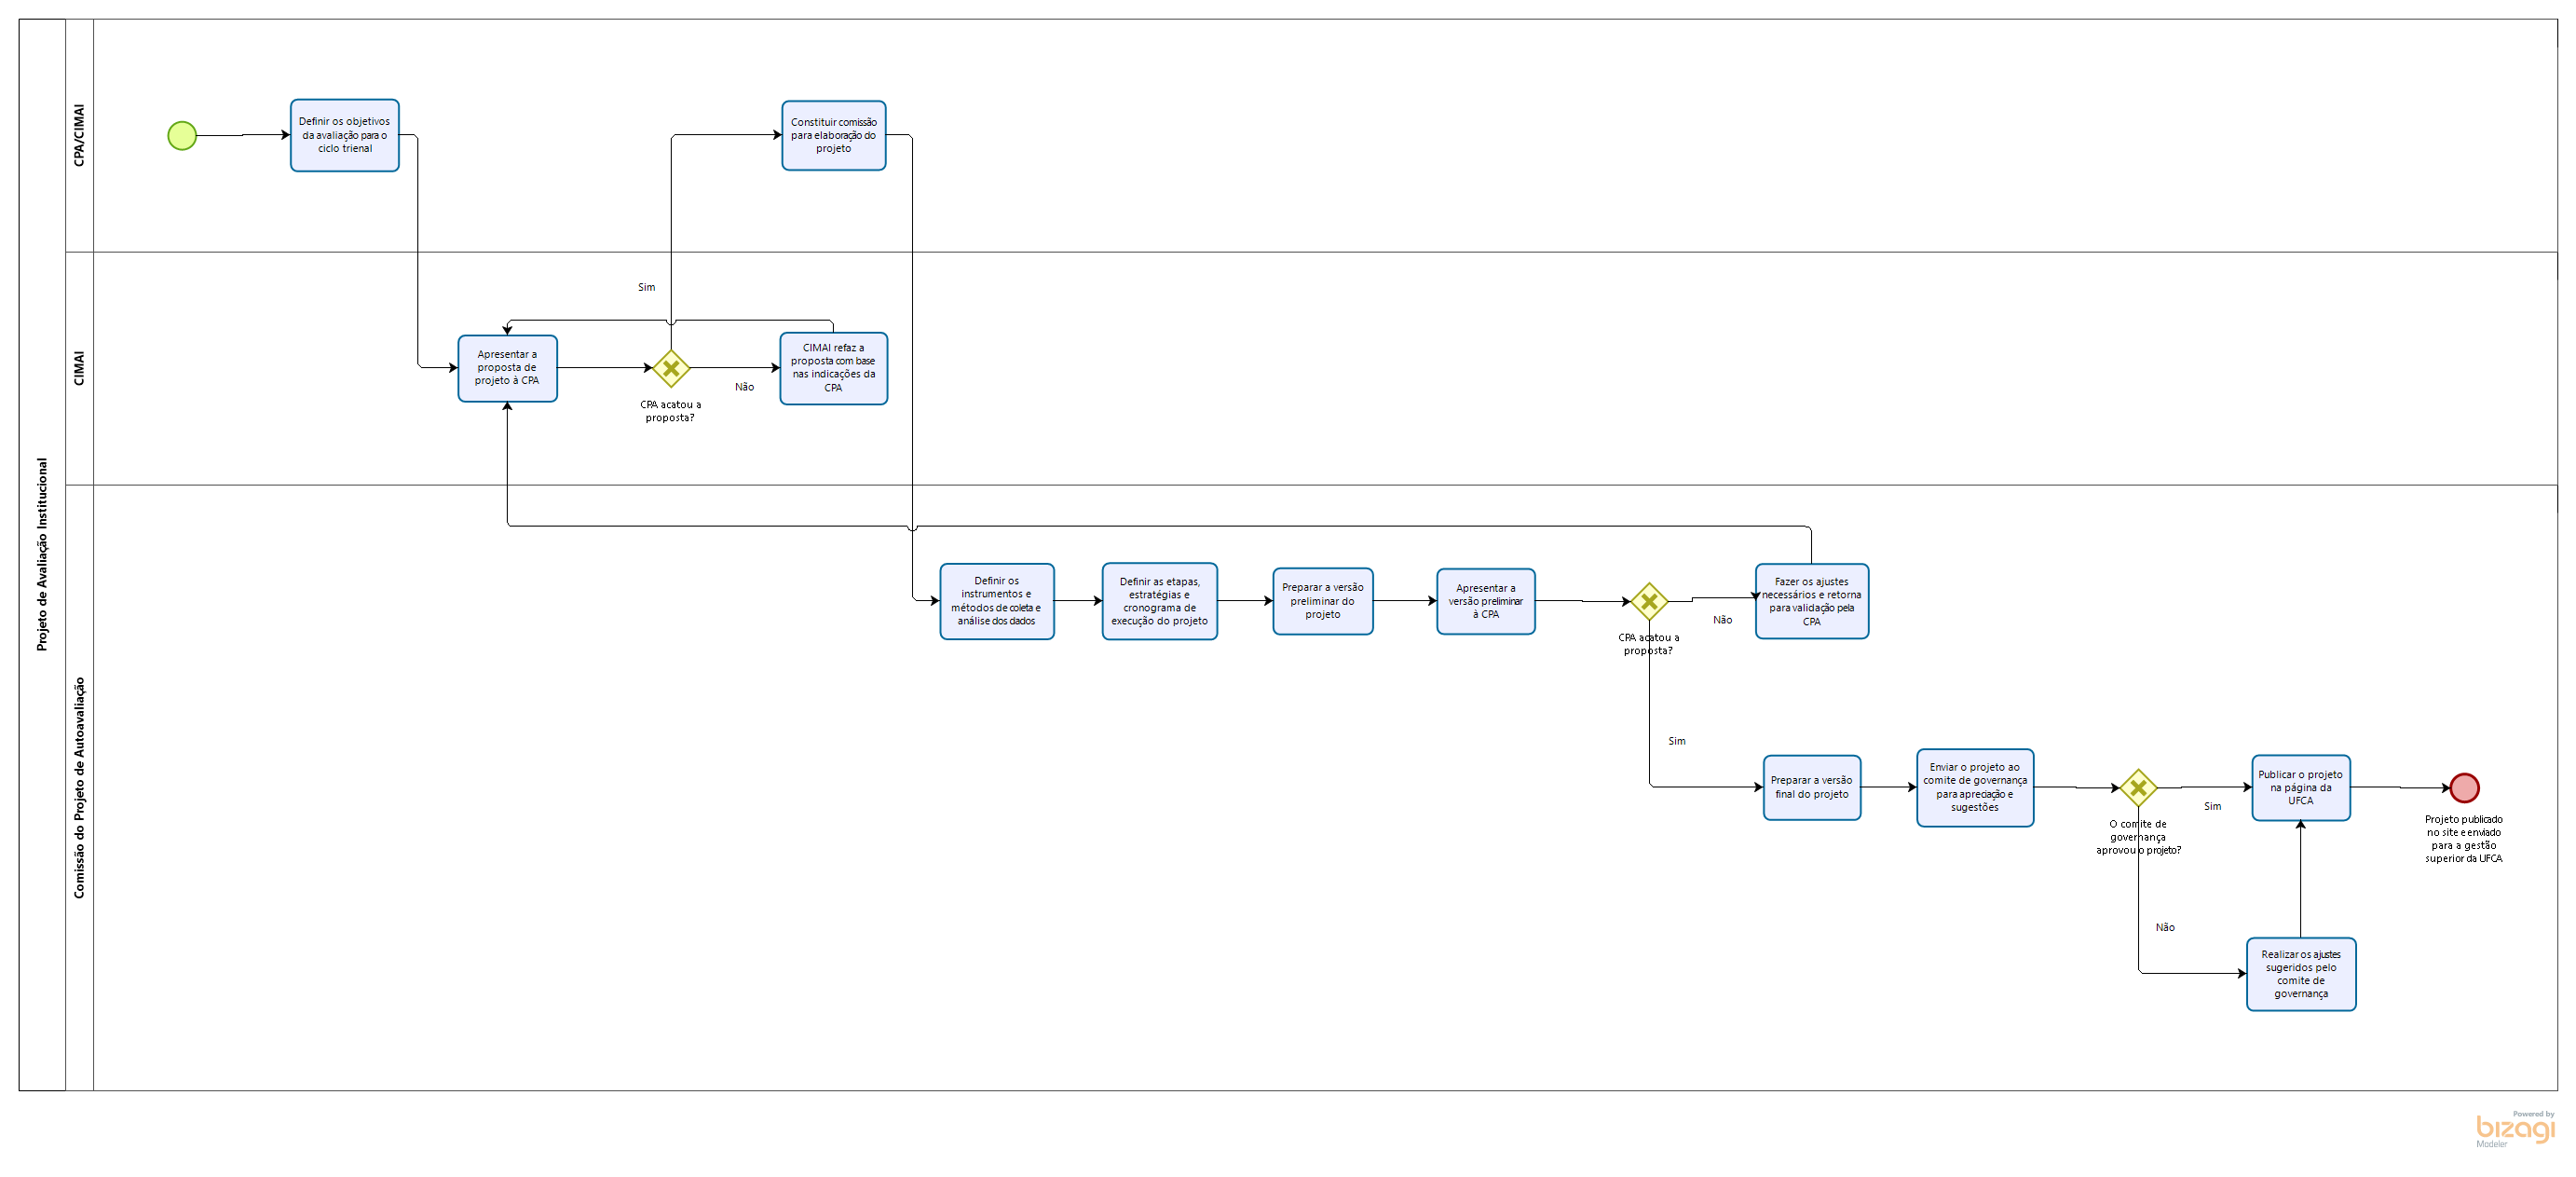 Projeto de Avaliação Institucional
CPA/CIMAI
Definir os objetivos
da avaliação para o
ciclo trienal
Constituir comissão
para elaboração do
projeto
CIMAI
Sim
Apresentar a
proposta de
projeto à CPA
CPA acatou a
proposta?
Não
CIMAI refaz a
proposta com base
nas indicações da
CPA
Comissão do Projeto de Autoavaliação
Definir os
instrumentos e
métodos de coleta e
análise dos dados
Definir as etapas,
estratégias e
cronograma de
execução do projeto
Preparar a versão
preliminar do
projeto
Apresentar a
versão preliminar
à CPA
CPA acatou a
proposta?
Não
Fazer os ajustes
necessários e retorna
para validação pela
CPA
Sim
Preparar a versão
final do projeto
Enviar o projeto ao
comite de governança
para apreciação e
sugestões
O comite de
governança
aprovou o projeto?
Sim
Publicar o projeto
na página da
UFCA
Projeto publicado
no site e enviado
para a gestão
superior da UFCA
Não
Realizar os ajustes
sugeridos pelo
comite de
governança
Powered by
bizagi
Modeler